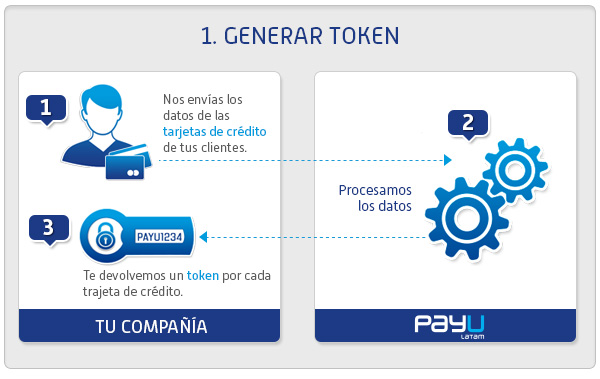 1. GENERAR TOKEN
1
Nos envías los
datos de las
tarjetas de crédito
de tus clientes.
2
Procesamos
los datos
3
PAYU1234
Te devolvemos un token por cada
trajeta de crédito.
TU COMPAÑÍA
PAYU
LATAM